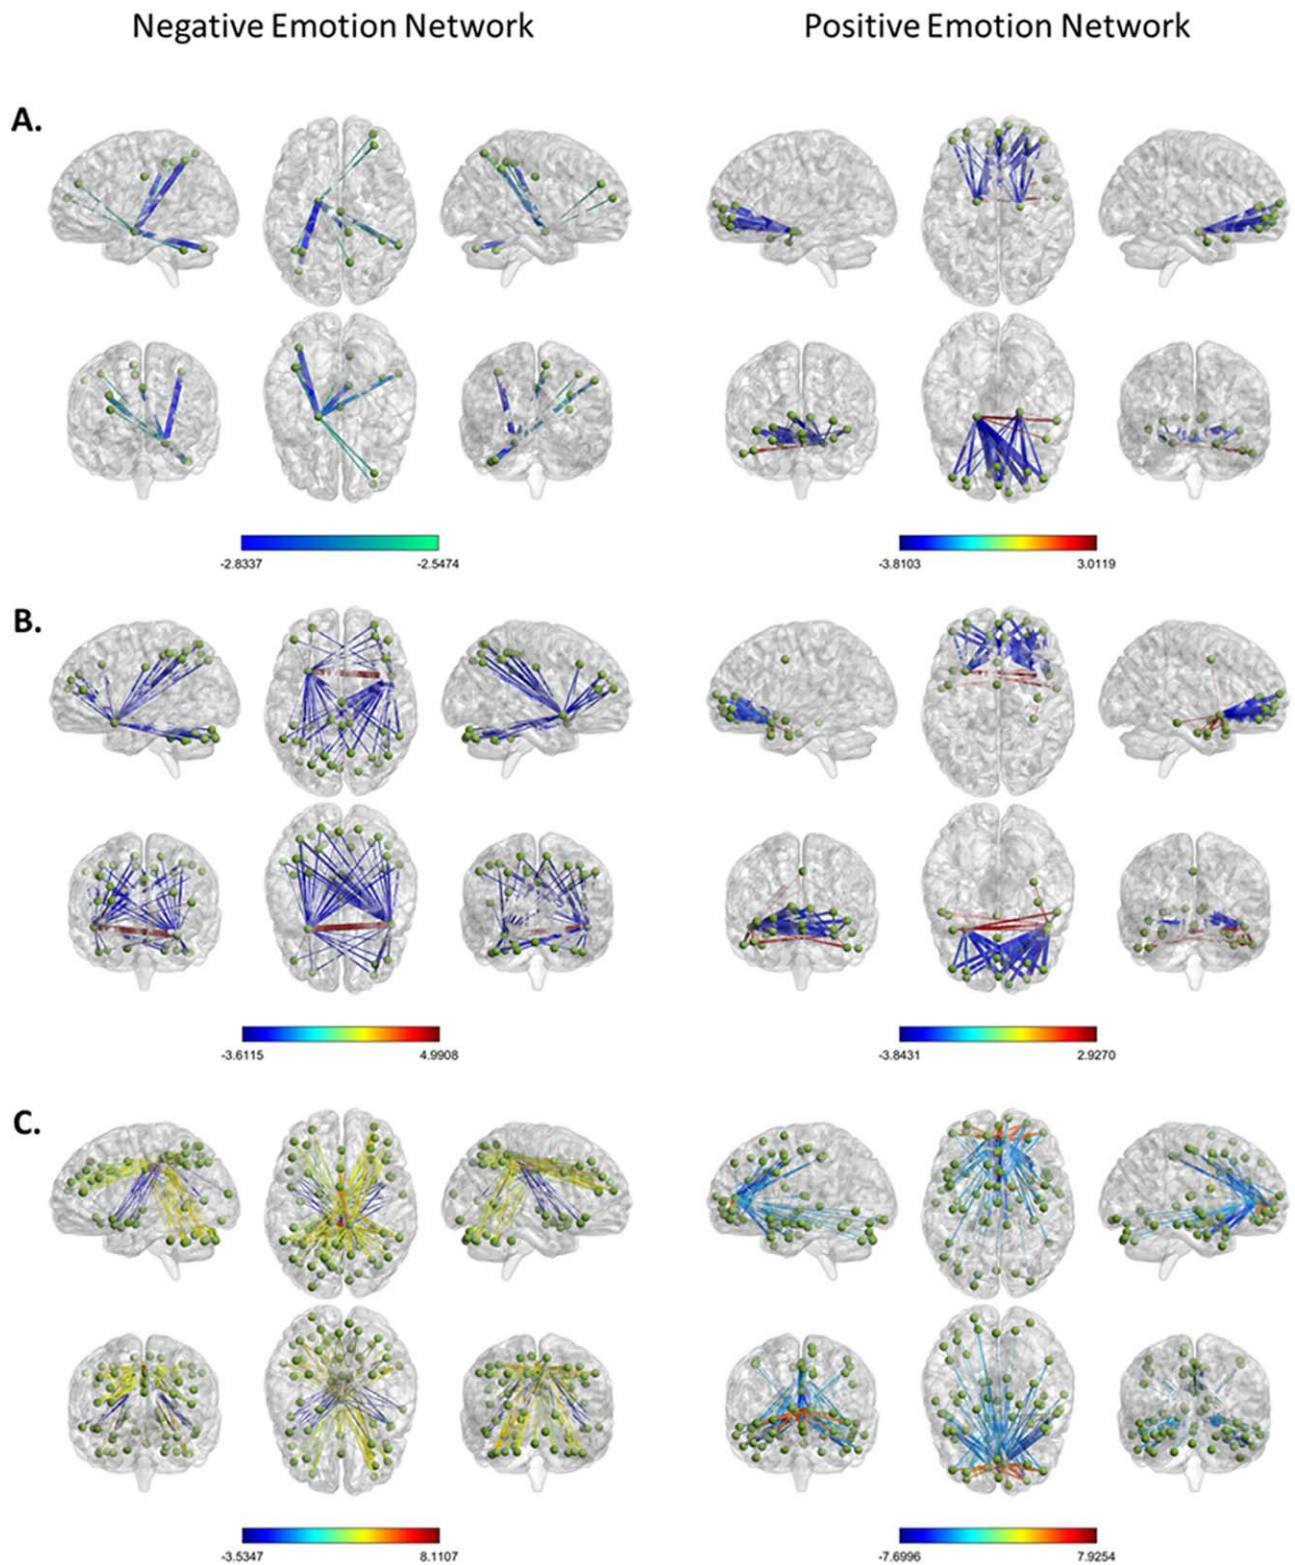 Negative Emotion Network Positive Emotion Network
A.
-2.8337 -2.5474 -3.8103 3.0119
B.
-3.6115 4.9908 -3.8431 2.9270
C.
-3.5347 8.1107 -7.6996 7.9254